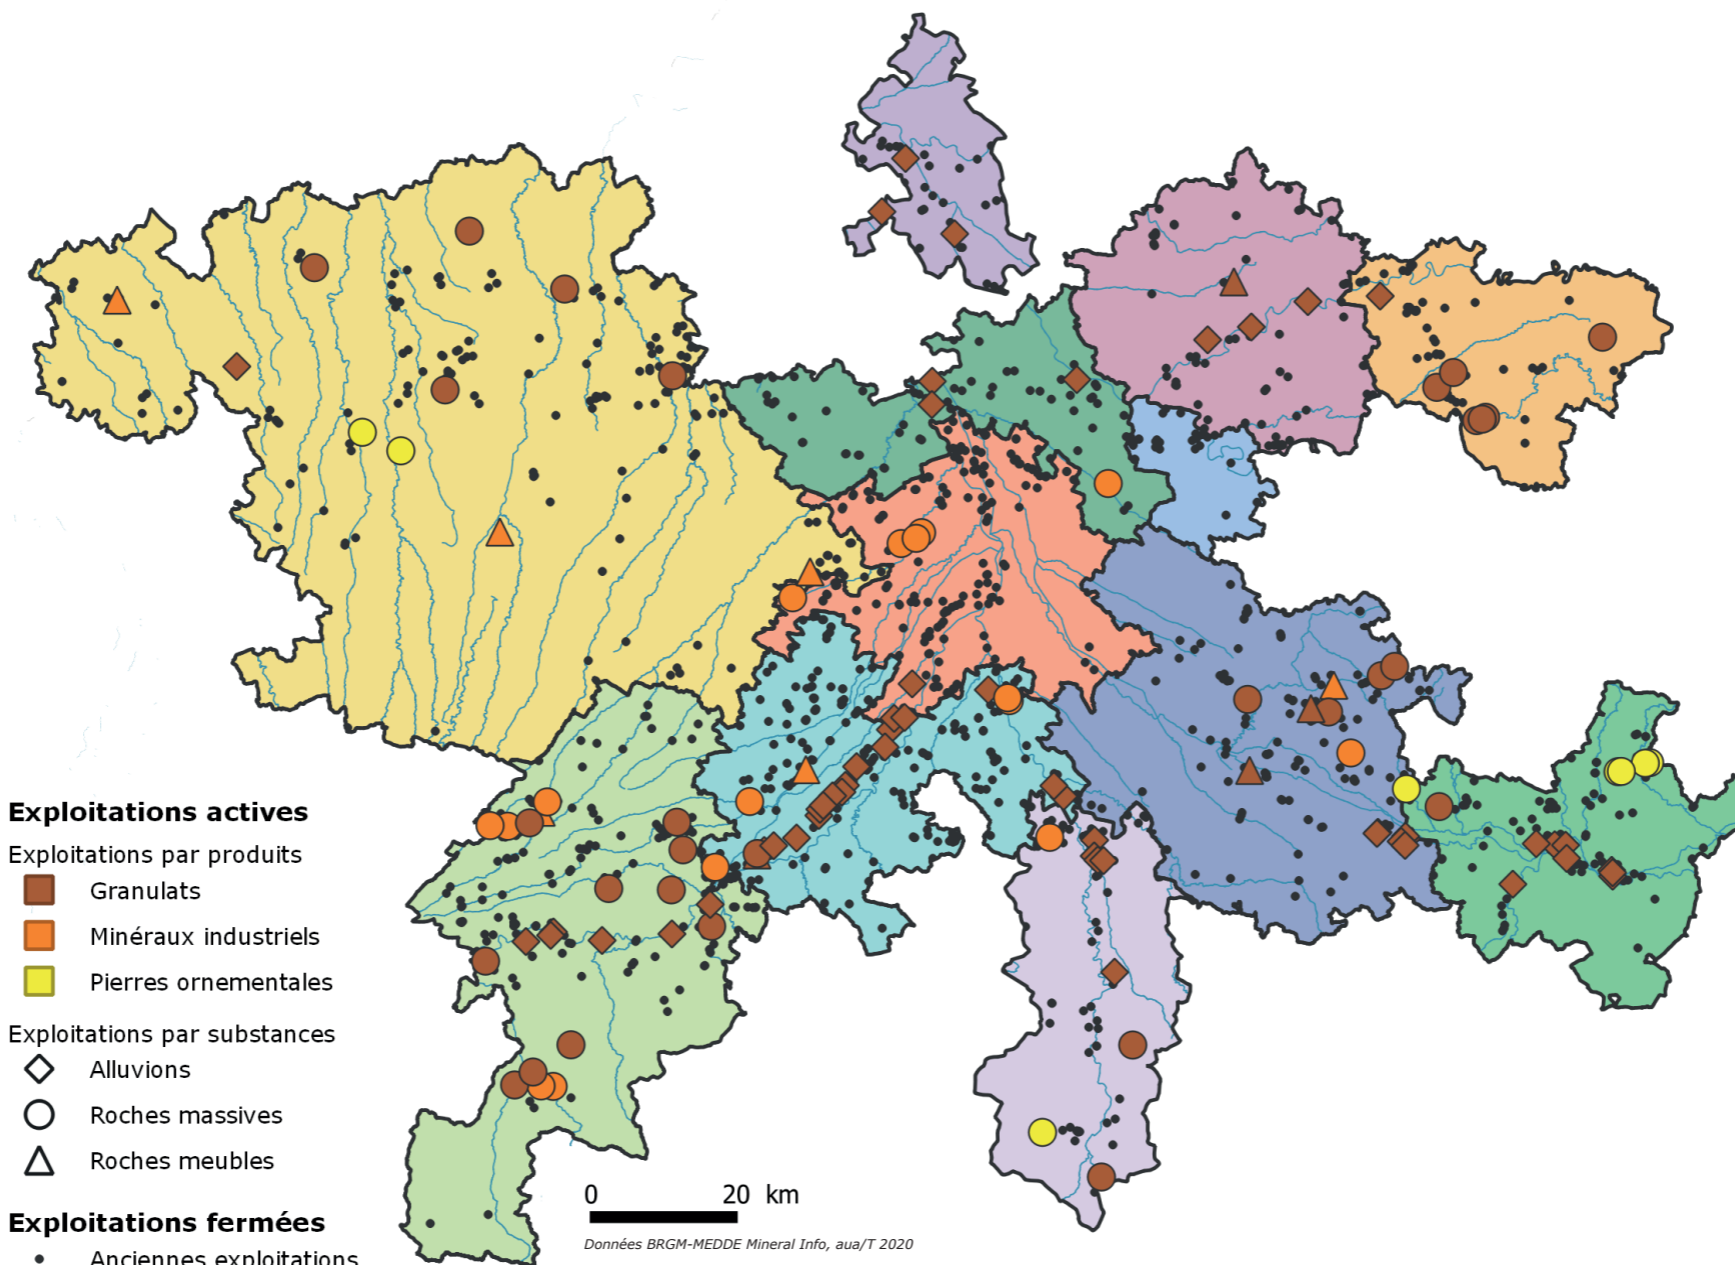 Exploitations actives
Exploitations par produits
Granulats
Minéraux industriels
Pierres ornementales
Exploitations par substances
Alluvions
Roches massives
Roches meubles
Exploitations fermées
Anciennes exploitations
0 20 km
Données BRGM-MEDDE Mineral Info, aua/T 2020